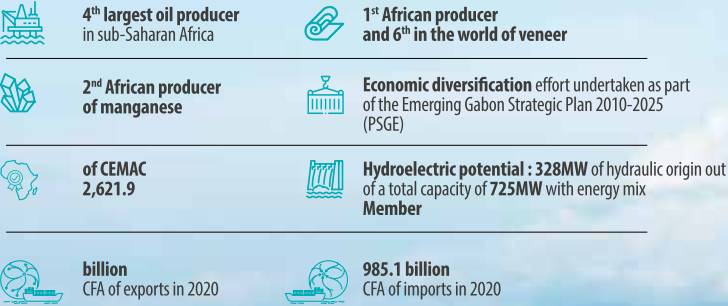 4th largest oil producer
in sub-Saharan Africa
1st African producer
and 6th in the world of veneer
2nd African producer
of manganese
Economic diversification effort undertaken as part
of the Emerging Gabon Strategic Plan 2010-2025
(PSGE)
of CEMAC
2,621.9
Hydroelectric potential : 328MW of hydraulic origin out
of a total capacity of 725MW with energy mix
Member
billion
CFA of exports in 2020
985.1 billion
CFA of imports in 2020